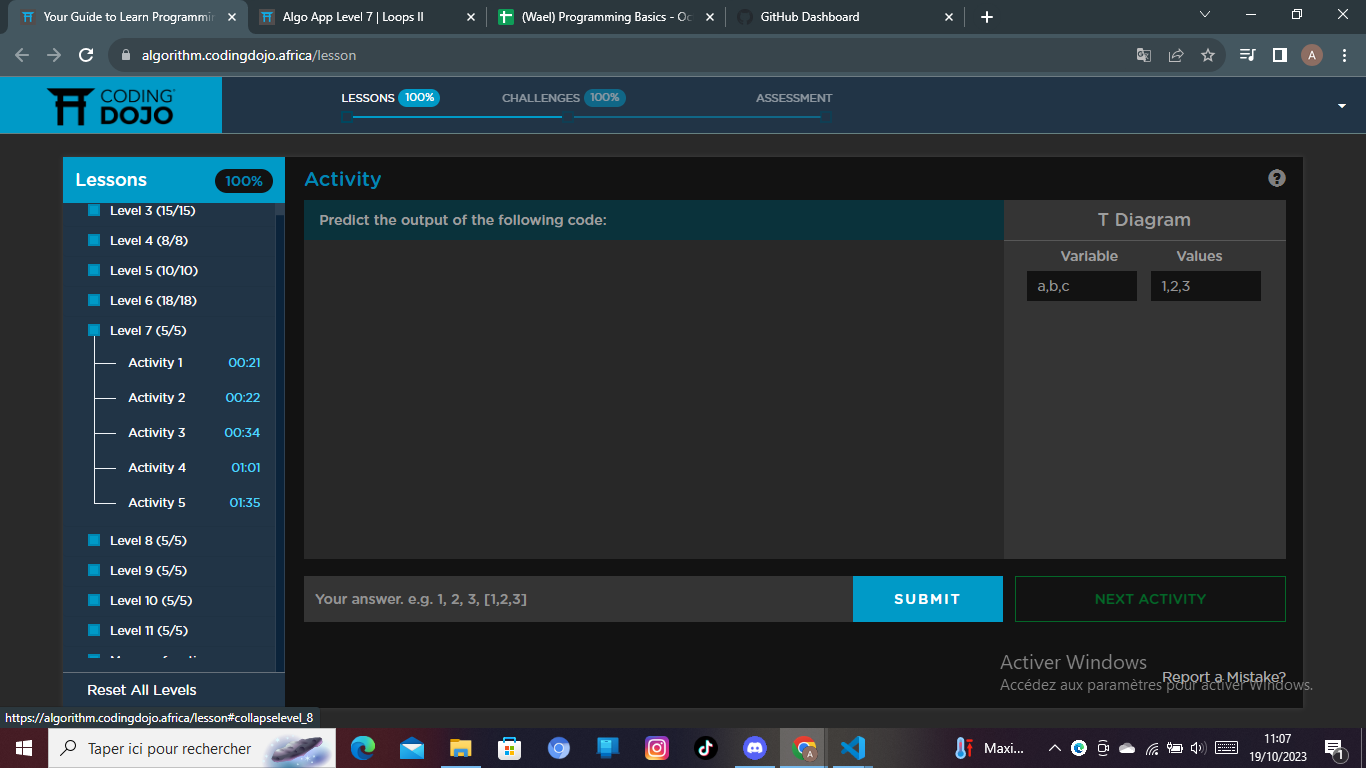 Your Guide to Learn Programmi
Algo App Level 7 | Loops II
(Wael) Programming Basics - Oc
GitHub Dashboard
algorithm.codingdojo.africa/lesson
A
CODING
DOJO
LESSONS 100%
CHALLENGES 100%
ASSESSMENT
Lessons 100%
Level 3 (15/15)
Level 4 (8/8)
Level 5 (10/10)
Level 6 (18/18)
Level 7 (5/5)
Activity 1 00:21
Activity 2 00:22
Activity 3 00:34
Activity 4 01:01
Activity 5 01:35
Level 8 (5/5)
Level 9 (5/5)
Level 10 (5/5)
Level 11 (5/5)
Reset All Levels
Activity
?
Predict the output of the following code:
T Diagram
Variable Values
a,b,c 1,2,3
Your answer. e.g. 1, 2, 3, [1,2,3]
SUBMIT
NEXT ACTIVITY
Activer Windows
Report a Mistake?
Accédez aux paramètres pour activer Windows.
https://algorithm.codingdojo.africa/lesson#collapselevel_8
Taper ici pour rechercher
Maxi...
11:07
19/10/2023
1